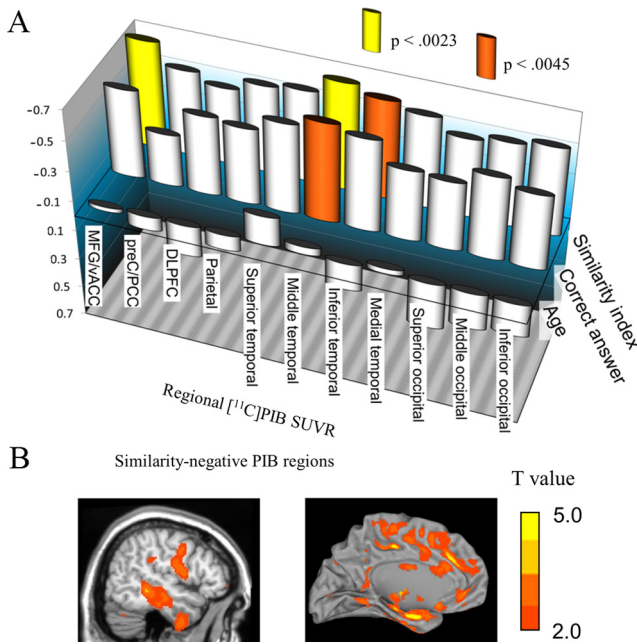 A
p < .0023
p < .0045
-0.7
-0.5
-0.3
-0.1
0.1
0.3
0.5
0.7
MFG/vACC
preC/PCC
DLPFC
Parietal
Superior temporal
Middle temporal
Inferior temporal
Medial temporal
Superior occipital
Middle occipital
Inferior occipital
Age
Correct answer
Similarity index
Regional [¹¹C]PIB SUVR
B
Similarity-negative PIB regions
T value
5.0
2.0